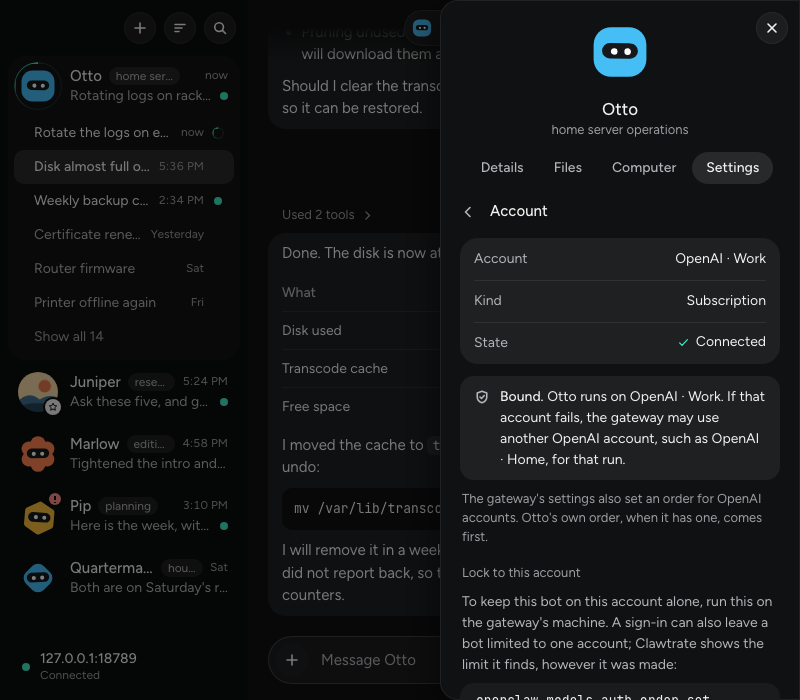 Otto
home ser...
now
Rotating logs on rack...
Rotate the logs on e...
now
Disk almost full o...
5:36 PM
Weekly backup c...
2:34 PM
Certificate rene...
Yesterday
Router firmware
Sat
Printer offline again
Fri
Show all 14
Juniper
rese...
5:24 PM
Ask these five, and g...
Marlow
editi...
4:58 PM
Tightened the intro and...
Pip
planning
3:10 PM
Here is the week, wit...
Quarterma...
hou...
Sat
Both are on Saturday's r...
127.0.0.1:18789
Connected
Pruning unused
will download them a
Should I clear the transc
so it can be restored.
Used 2 tools
Done. The disk is now at
What
Disk used
Transcode cache
Free space
I moved the cache to
undo:
mv /var/lib/transco
I will remove it in a week
did not report back, so t
counters.
Message Otto
Otto
home server operations
Details
Files
Computer
Settings
Account
Account
OpenAI · Work
Kind
Subscription
State
Connected
Bound. Otto runs on OpenAI · Work. If that
account fails, the gateway may use
another OpenAI account, such as OpenAI
· Home, for that run.
The gateway's settings also set an order for OpenAI
accounts. Otto's own order, when it has one, comes
first.
Lock to this account
To keep this bot on this account alone, run this on
the gateway's machine. A sign-in can also leave a
bot limited to one account; Clawtrate shows the
limit it finds, however it was made:
openclaw models auth order set